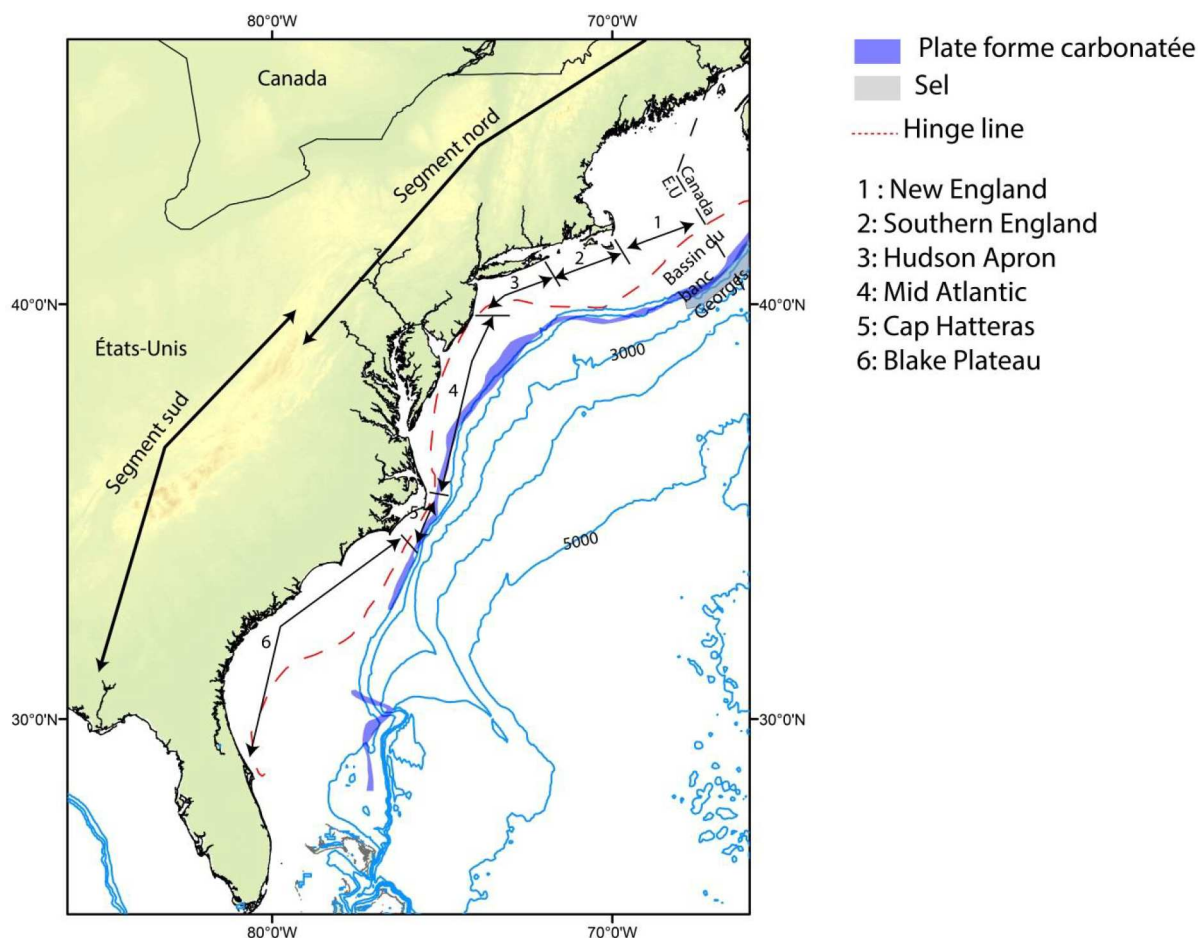 80°0'W
70°0'W
Canada
Segment nord
Canada
E.U
1
2
3
Bassin du
banc
Georges
40°0'N
40°0'N
3000
États-Unis
4
Segment sud
5
5000
6
30°0'N
30°0'N
80°0'W
70°0'W
Plate forme carbonatée
Sel
Hinge line
1 : New England
2: Southern England
3: Hudson Apron
4: Mid Atlantic
5: Cap Hatteras
6: Blake Plateau